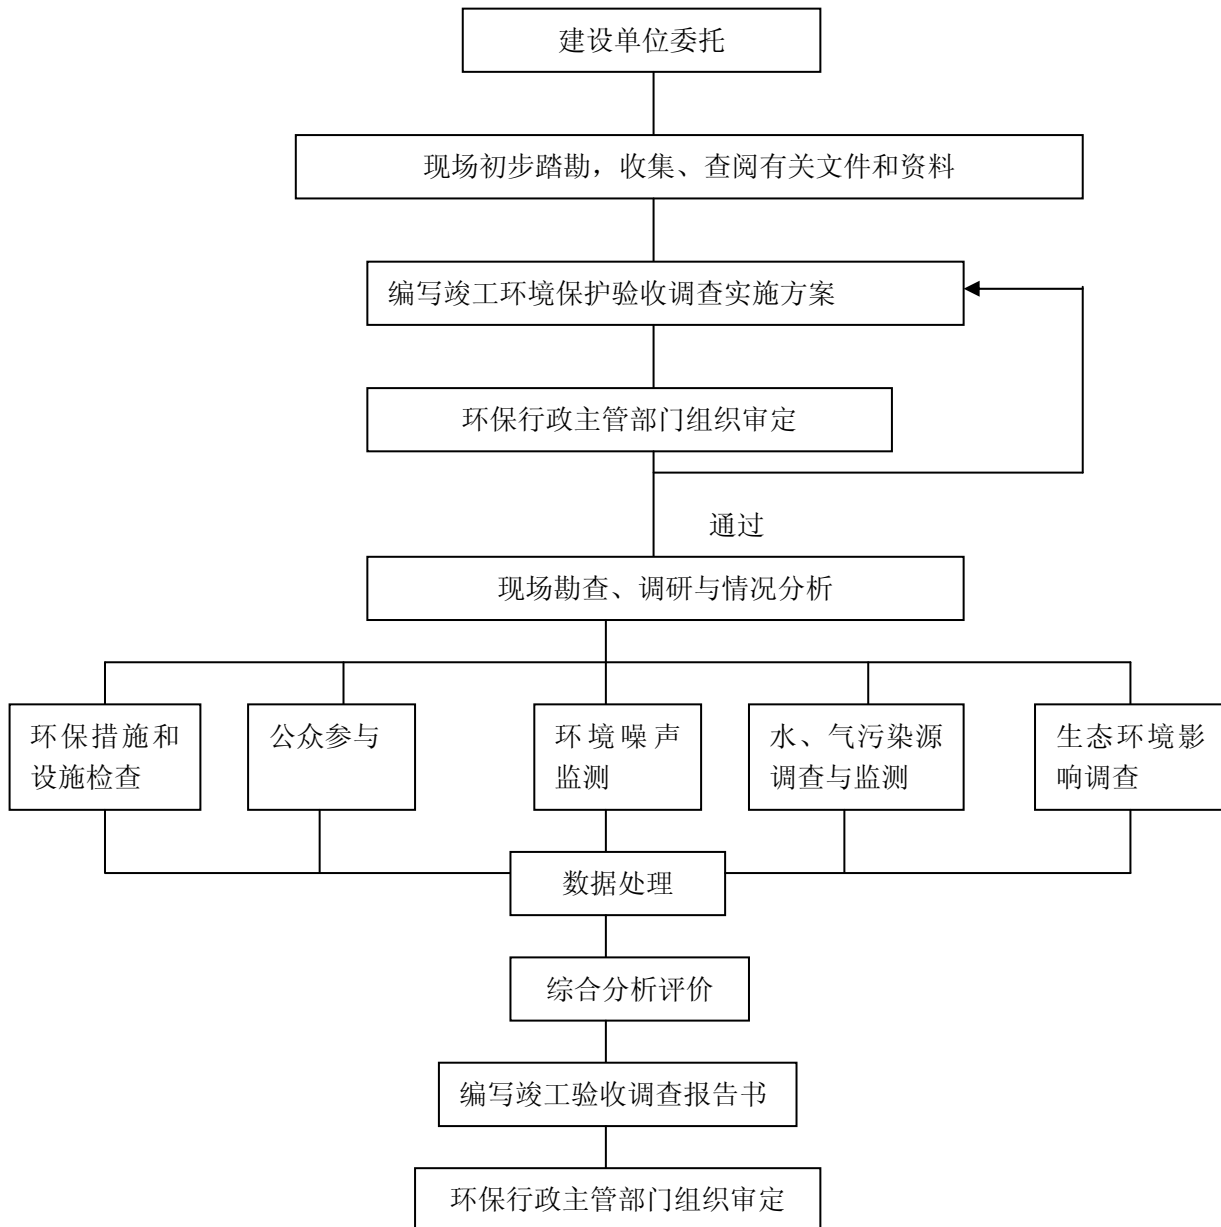 建设单位委托
现场初步踏勘，收集、查阅有关文件和资料
编写竣工环境保护验收调查实施方案
环保行政主管部门组织审定
通过
现场勘查、调研与情况分析
环保措施和
设施检查
公众参与
环境噪声
监测
水、气污染源
调查与监测
生态环境影
响调查
数据处理
综合分析评价
编写竣工验收调查报告书
环保行政主管部门组织审定